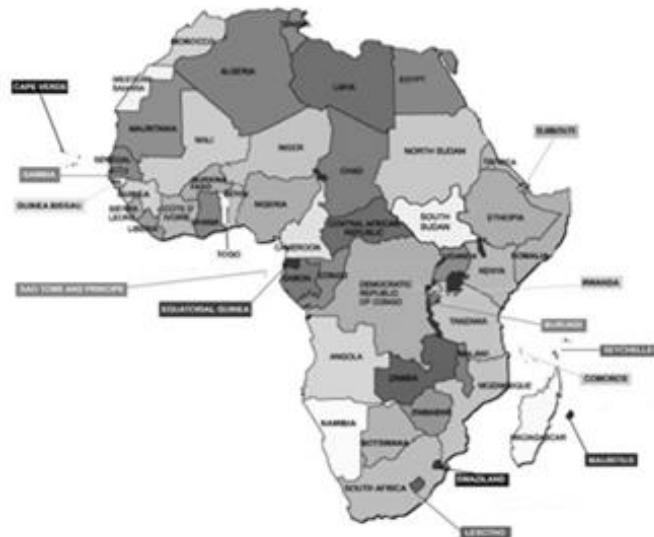 TUNISIA
MOROCCO
ALGERIA
LIBYA
EGYPT
WESTERN
SAHARA
CAPE VERDE
MAURITANIA
MALI
NIGER
CHAD
NORTH SUDAN
ERITREA
DJIBOUTI
SENEGAL
GAMBIA
GUINEA BISSAU
GUINEA
SIERRA
LEONE
LIBERIA
COTE D'
IVOIRE
BURKINA
FASO
GHANA
BENIN
TOGO
NIGERIA
CAMEROON
CENTRAL AFRICAN
REPUBLIC
SOUTH
SUDAN
ETHIOPIA
SOMALIA
UGANDA
KENYA
RWANDA
SAO TOME AND PRINCIPE
EQUATORIAL GUINEA
GABON
CONGO
DEMOCRATIC
REPUBLIC
OF CONGO
TANZANIA
BURUNDI
SEYCHELLES
COMOROS
ANGOLA
ZAMBIA
MALAWI
MOZAMBIQUE
ZIMBABWE
NAMIBIA
BOTSWANA
MADAGASCAR
MAURITIUS
SWAZILAND
SOUTH AFRICA
LESOTHO